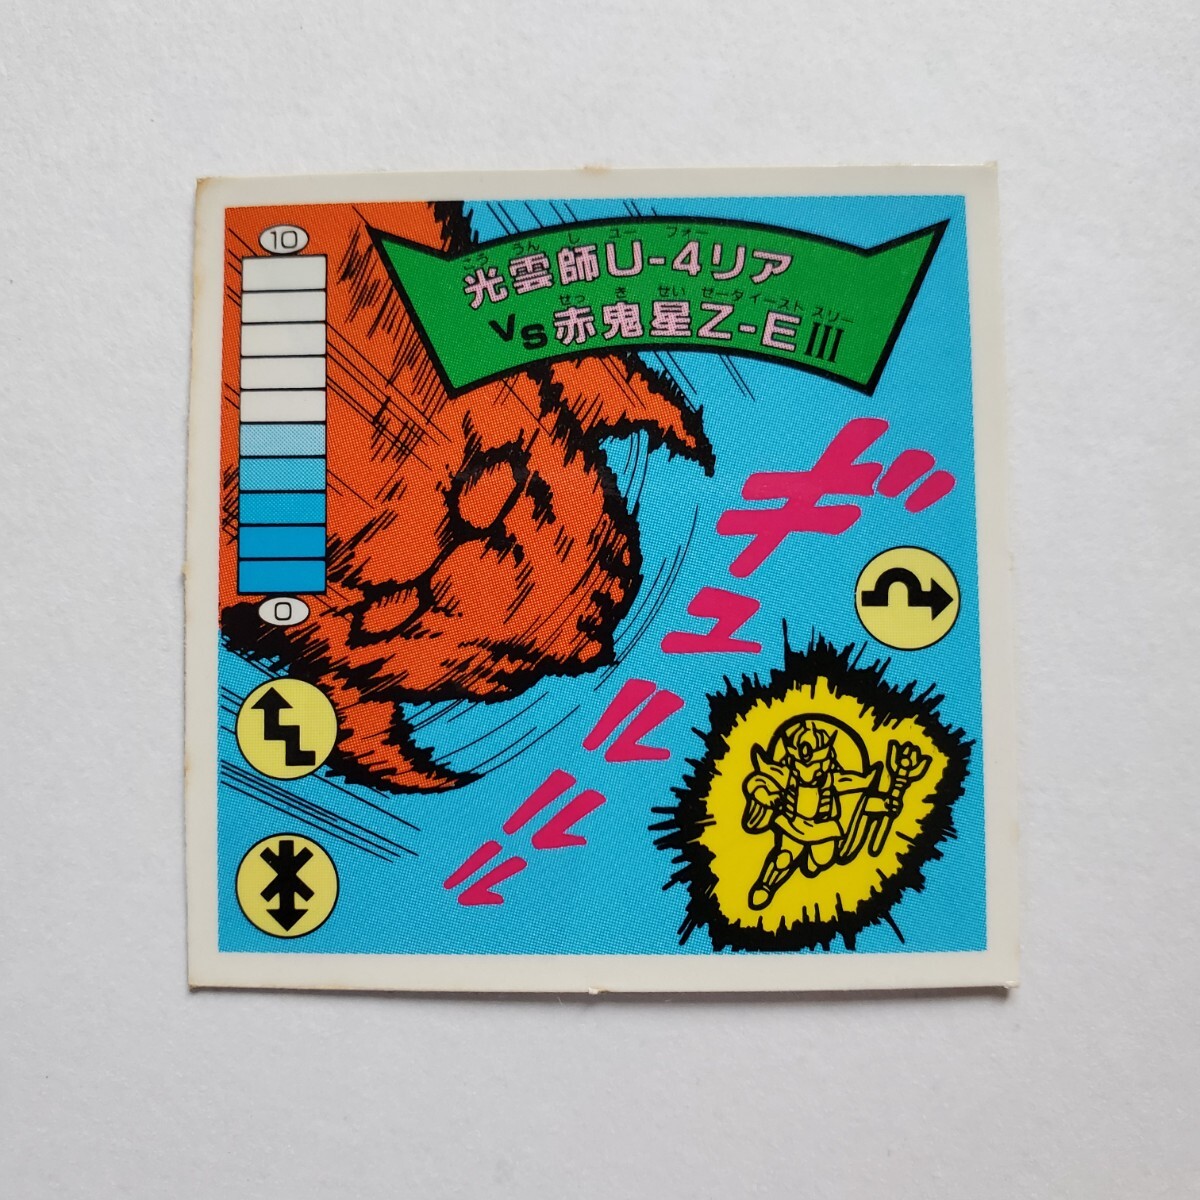 10
こううんしユーフォー
光雲師U-4リア
せっきせいゼータイーストスリー
VS赤鬼星Z-EⅢ
ギュルルル
0